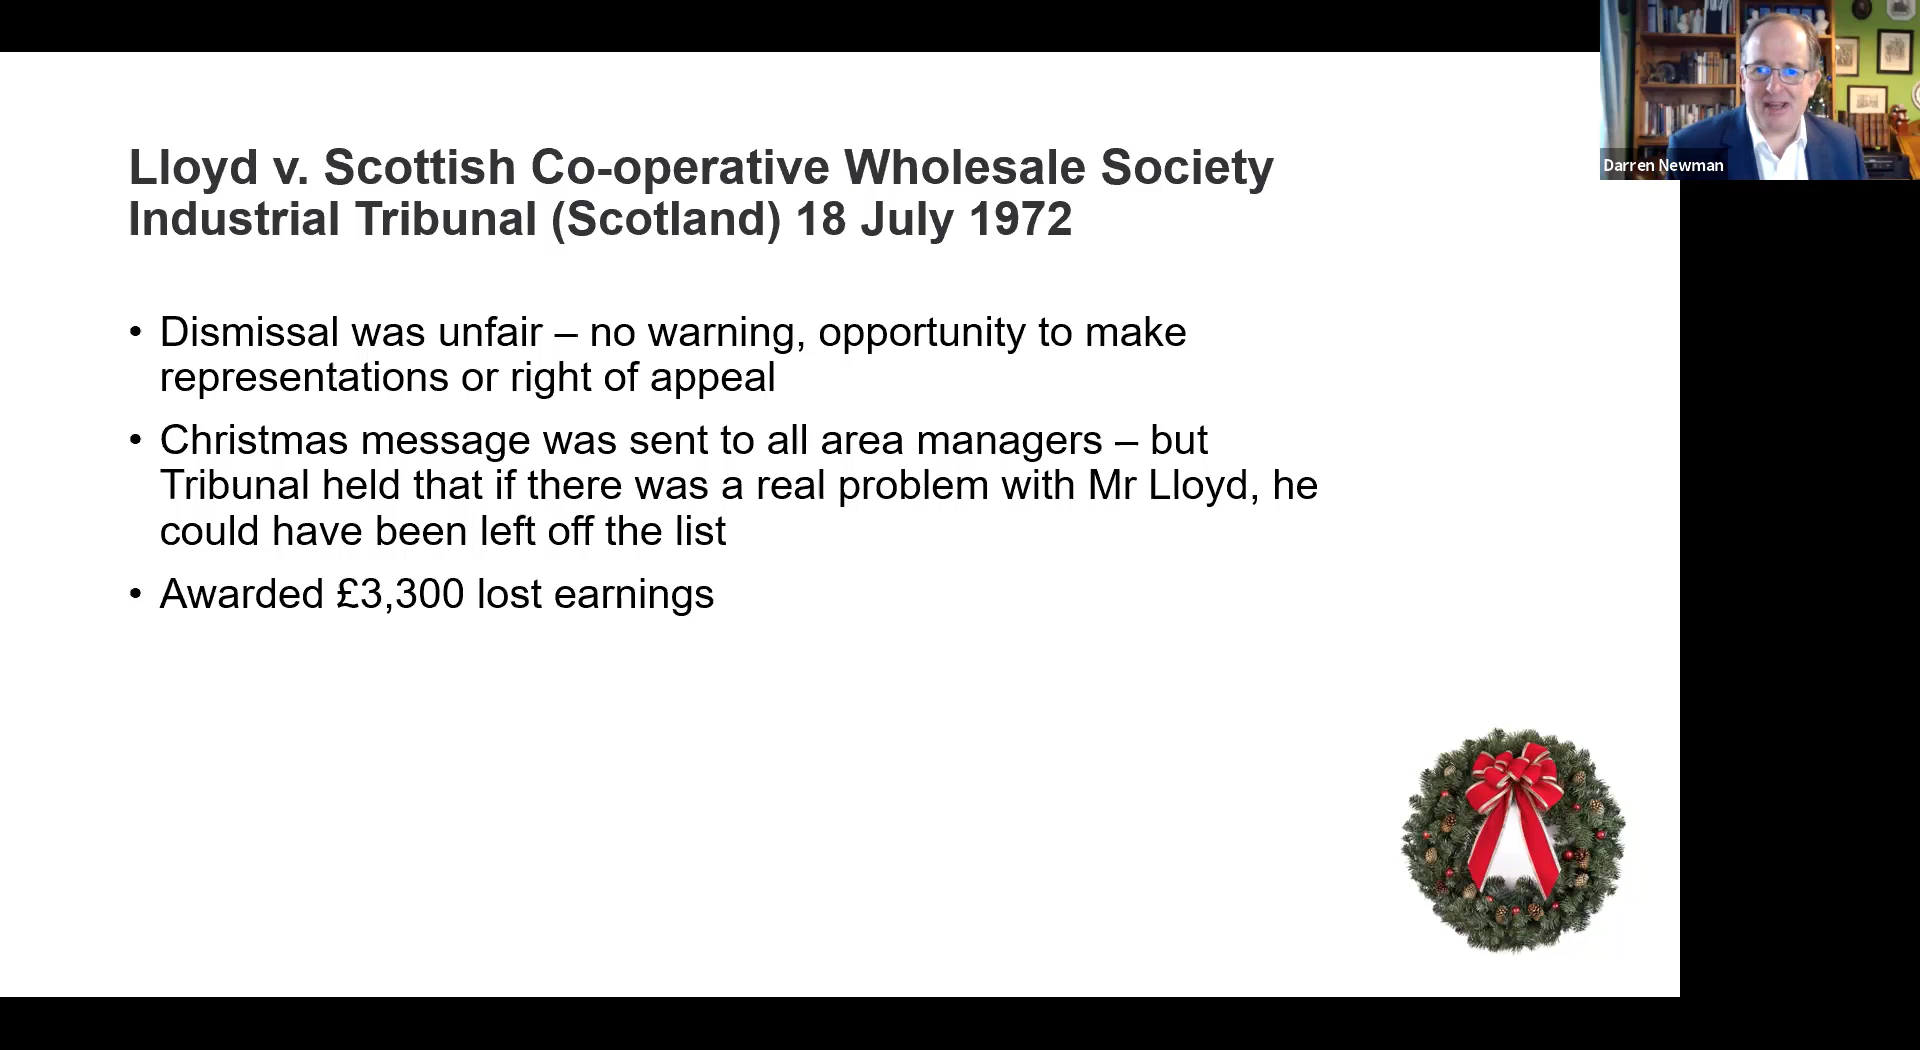 Lloyd v. Scottish Co-operative Wholesale Society
Industrial Tribunal (Scotland) 18 July 1972
• Dismissal was unfair – no warning, opportunity to make
representations or right of appeal
• Christmas message was sent to all area managers – but
Tribunal held that if there was a real problem with Mr Lloyd, he
could have been left off the list
• Awarded £3,300 lost earnings
Darren Newman